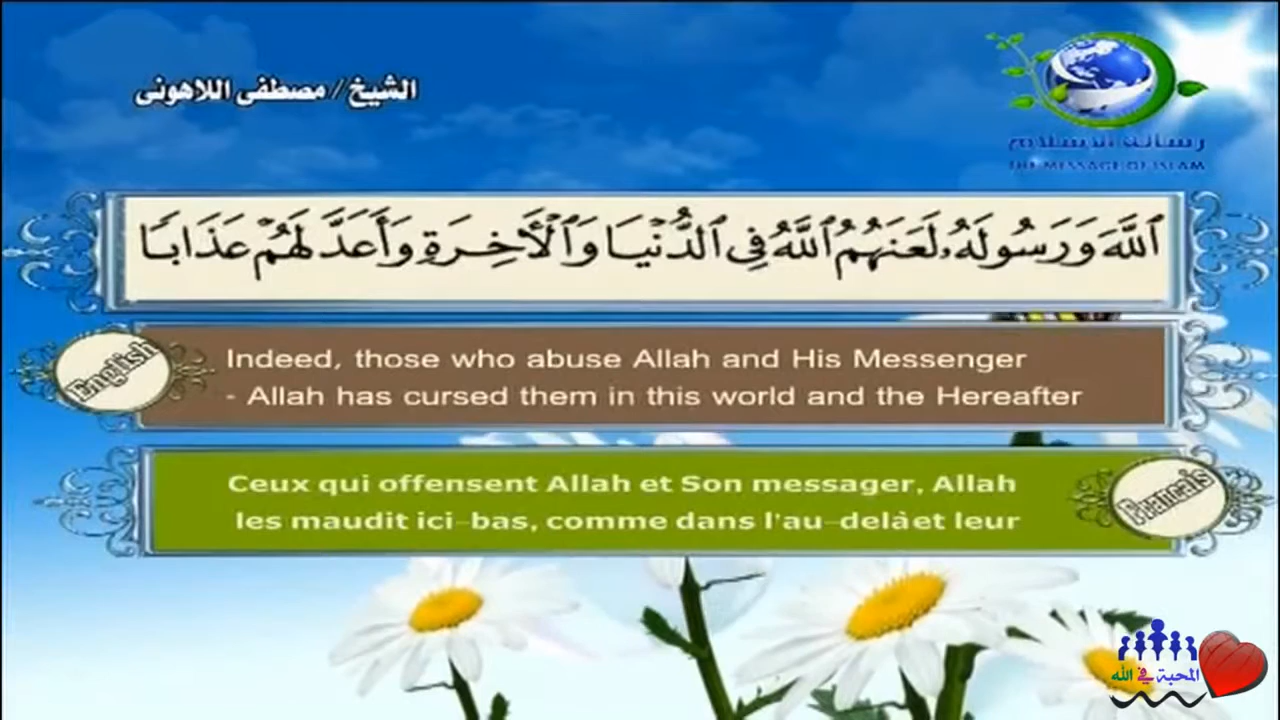 الشيخ / مصطفى اللاهونى
رسالة الإسلام
THE MESSAGE OF ISLAM
ٱللَّهَ وَرَسُولَهُۥ لَعَنَهُمُ ٱللَّهُ فِى ٱلدُّنْيَا وَٱلْـَٔاخِرَةِ وَأَعَدَّ لَهُمْ عَذَابًا
English
Indeed, those who abuse Allah and His Messenger
- Allah has cursed them in this world and the Hereafter
Ceux qui offensent Allah et Son messager, Allah
les maudit ici-bas, comme dans l'au-delàet leur
Francais
المحبة في الله